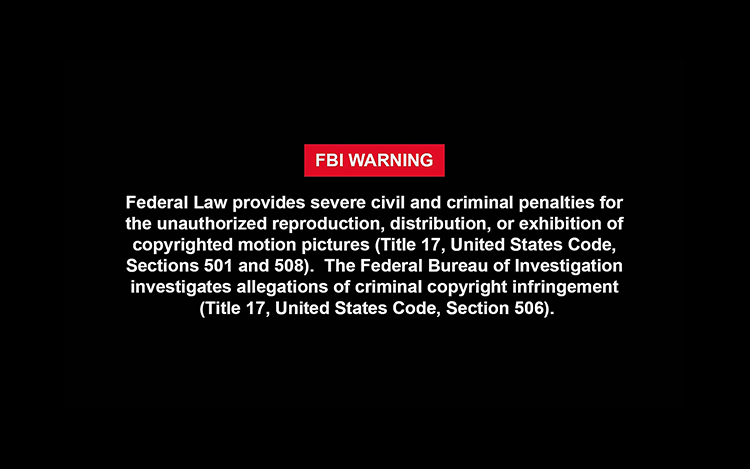 FBI WARNING
Federal Law provides severe civil and criminal penalties for
the unauthorized reproduction, distribution, or exhibition of
copyrighted motion pictures (Title 17, United States Code,
Sections 501 and 508).  The Federal Bureau of Investigation
investigates allegations of criminal copyright infringement
(Title 17, United States Code, Section 506).